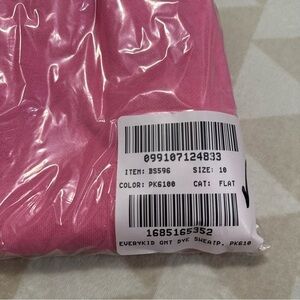 099107124833
ITEM: BS596 SIZE: 10
COLOR: PK6100 CAT: FLAT
1685165352
EVERYKID GMT DYE SWEATP, PK610